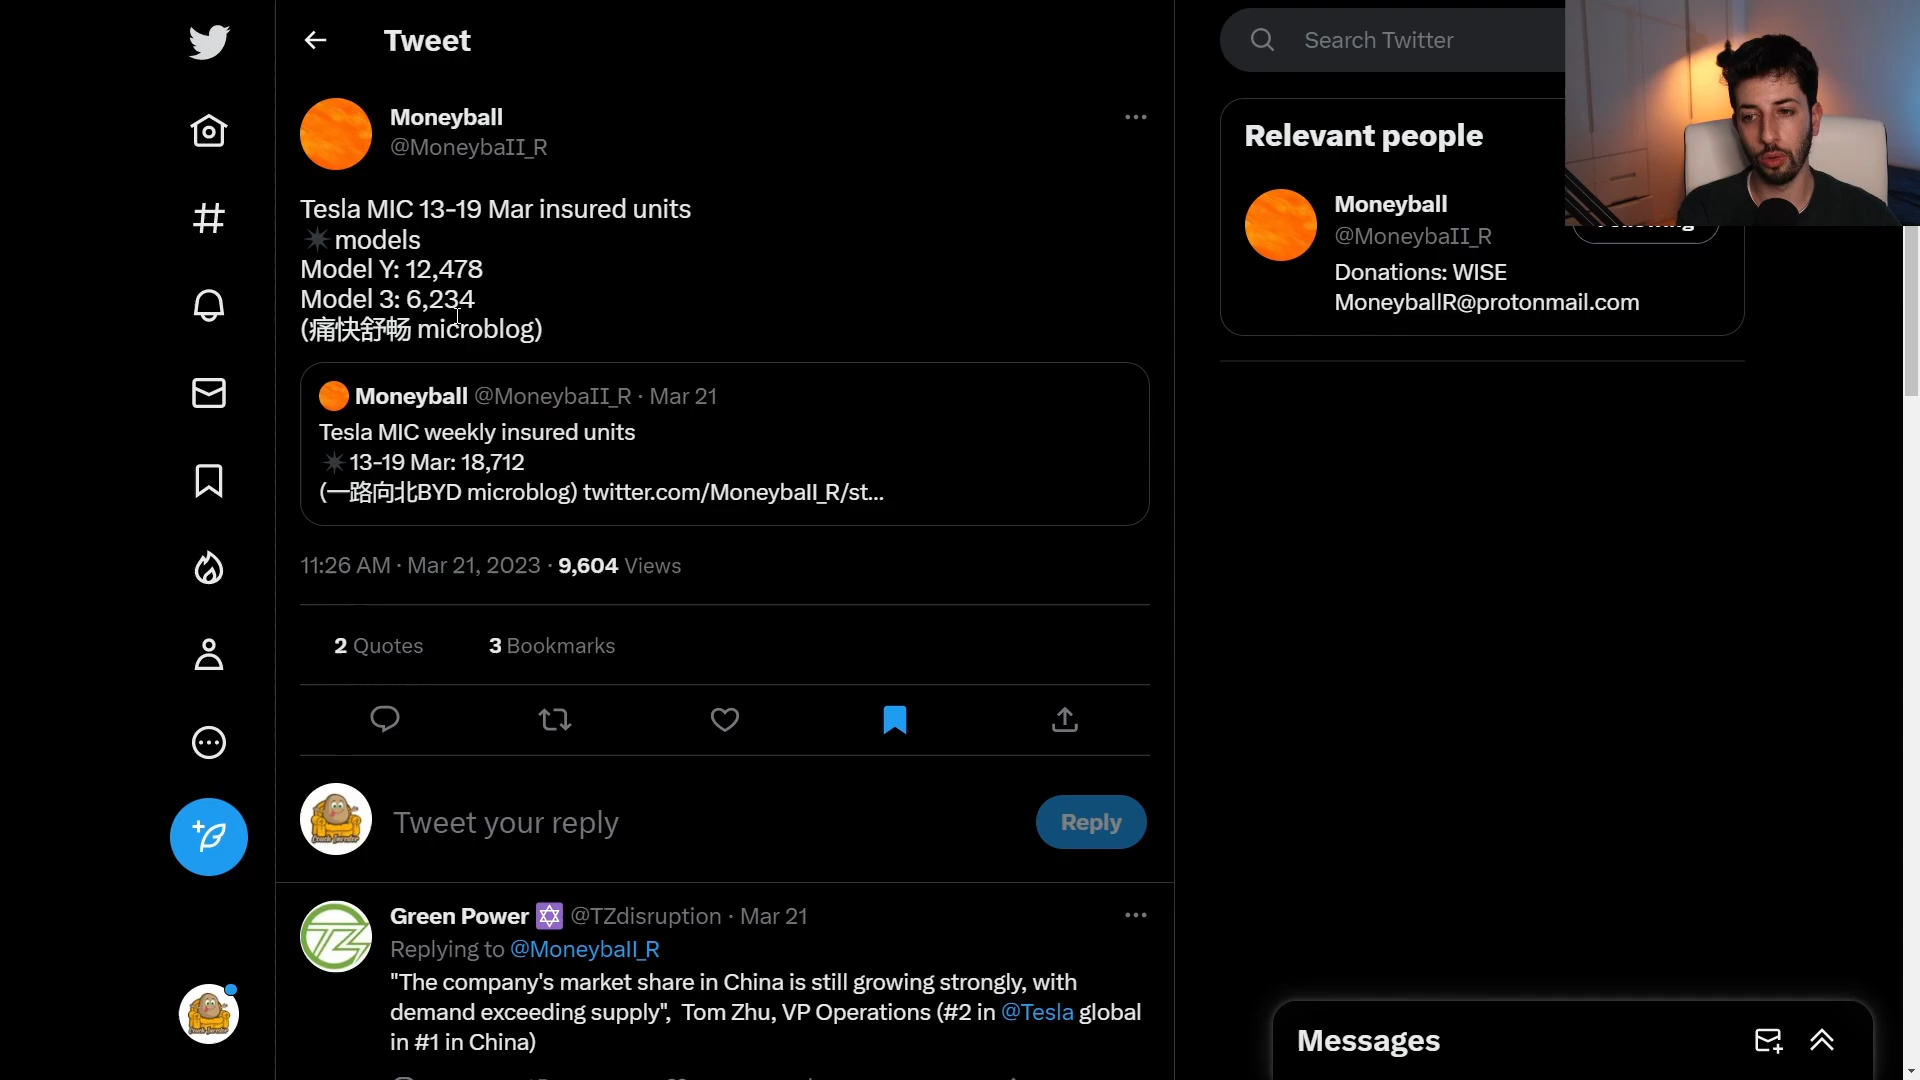 Tweet
Moneyball
@MoneybaII_R
Tesla MIC 13-19 Mar insured units
models
Model Y: 12,478
Model 3: 6,234
(痛快舒畅 microblog)
Moneyball @MoneybaII_R · Mar 21
Tesla MIC weekly insured units
13-19 Mar: 18,712
(一路向北BYD microblog) twitter.com/MoneybaII_R/st...
11:26 AM · Mar 21, 2023 · 9,604 Views
2 Quotes 3 Bookmarks
Tweet your reply
Reply
Green Power @TZdisruption · Mar 21
Replying to @MoneybaII_R
"The company's market share in China is still growing strongly, with
demand exceeding supply", Tom Zhu, VP Operations (#2 in @Tesla global
in #1 in China)
Search Twitter
Relevant people
Moneyball
@MoneybaII_R
Following
Donations: WISE
MoneyballR@protonmail.com
Messages